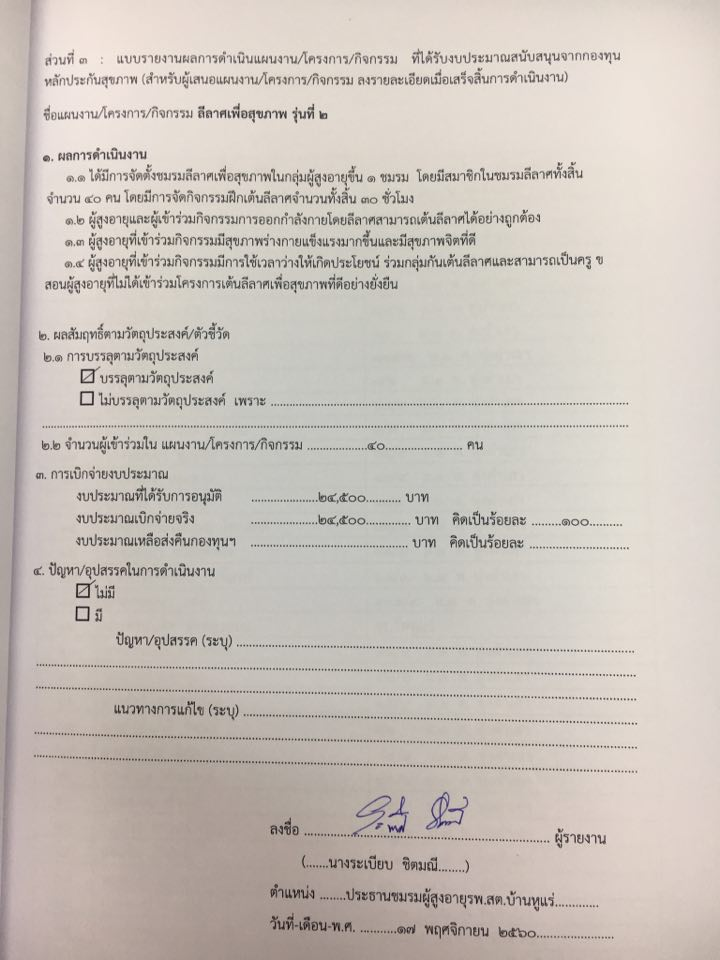 ส่วนที่ ๓ : แบบรายงานผลการดำเนินแผนงาน/โครงการ/กิจกรรม ที่ได้รับงบประมาณสนับสนุนจากกองทุน
หลักประกันสุขภาพ (สำหรับผู้เสนอแผนงาน/โครงการ/กิจกรรม ลงรายละเอียดเมื่อเสร็จสิ้นการดำเนินงาน)
ชื่อแผนงาน/โครงการ/กิจกรรม ลีลาศเพื่อสุขภาพ รุ่นที่ ๒
๑. ผลการดำเนินงาน
๑.๑ ได้มีการจัดตั้งชมรมลีลาศเพื่อสุขภาพในกลุ่มผู้สูงอายุขึ้น ๑ ชมรม โดยมีสมาชิกในชมรมลีลาศทั้งสิ้น
จำนวน ๔๐ คน โดยมีการจัดกิจกรรมฝึกเต้นลีลาศจำนวนทั้งสิ้น ๓๐ ชั่วโมง
๑.๒ ผู้สูงอายุและผู้เข้าร่วมกิจกรรมการออกกำลังกายโดยลีลาศสามารถเต้นลีลาศได้อย่างถูกต้อง
๑.๓ ผู้สูงอายุที่เข้าร่วมกิจกรรมมีสุขภาพร่างกายแข็งแรงมากขึ้นและมีสุขภาพจิตที่ดี
๑.๔ ผู้สูงอายุที่เข้าร่วมกิจกรรมมีการใช้เวลาว่างให้เกิดประโยชน์ ร่วมกลุ่มกันเต้นลีลาศและสามารถเป็นครู ข
สอนผู้สูงอายุที่ไม่ได้เข้าร่วมโครงการเต้นลีลาศเพื่อสุขภาพที่ดีอย่างยั่งยืน
๒. ผลสัมฤทธิ์ตามวัตถุประสงค์/ตัวชี้วัด
๒.๑ การบรรลุตามวัตถุประสงค์
☑ บรรลุตามวัตถุประสงค์
☐ ไม่บรรลุตามวัตถุประสงค์ เพราะ ....................
๒.๒ จำนวนผู้เข้าร่วมใน แผนงาน/โครงการ/กิจกรรม ....................๔๐.................... คน
๓. การเบิกจ่ายงบประมาณ
งบประมาณที่ได้รับการอนุมัติ ....................๒๔,๕๐๐.......... บาท
งบประมาณเบิกจ่ายจริง ....................๒๔,๕๐๐............. บาท คิดเป็นร้อยละ .........๑๐๐..........
งบประมาณเหลือส่งคืนกองทุนฯ .................... บาท คิดเป็นร้อยละ ....................
๔. ปัญหา/อุปสรรคในการดำเนินงาน
☑ ไม่มี
☐ มี
ปัญหา/อุปสรรค (ระบุ) ....................
แนวทางการแก้ไข (ระบุ) ....................
ลงชื่อ .................... ผู้รายงาน
(.......นางระเบียบ ชิตมณี........)
ตำแหน่ง ........ประธานชมรมผู้สูงอายุรพ.สต.บ้านหูแร่.............
วันที่-เดือน-พ.ศ. ...........๑๗ พฤศจิกายน ๒๕๖๐....................